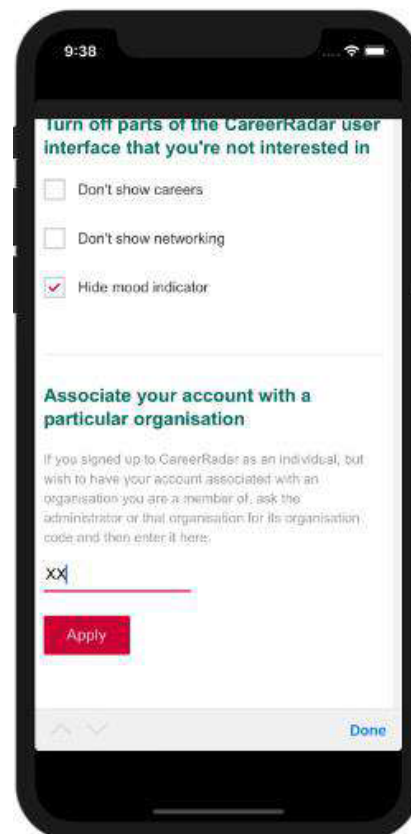 9:38
Turn off parts of the CareerRadar user
interface that you're not interested in
Don't show careers
Don't show networking
Hide mood indicator
Associate your account with a
particular organisation
If you signed up to CareerRadar as an individual, but
wish to have your account associated with an
organisation you are a member of, ask the
administrator or that organisation for its organisation
code and then enter it here.
XX
Apply
Done